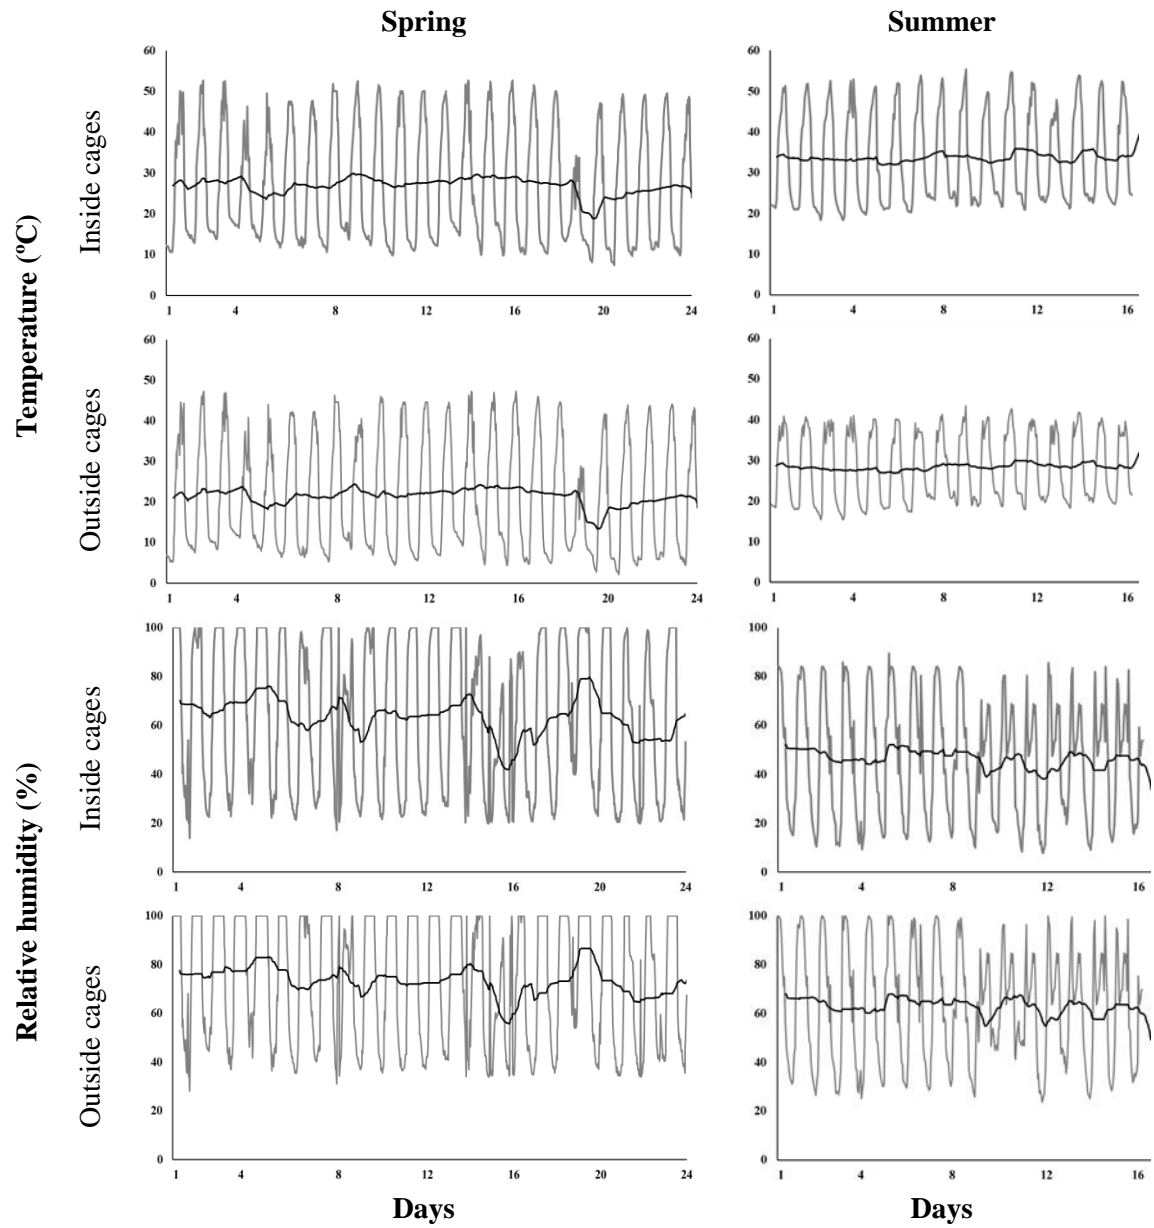 Spring Summer
Temperature (ºC)
Inside cages
60 60
50 50
40 40
30 30
20 20
10 10
0 0
1 4 8 12 16 20 24 1 4 8 12 16
Outside cages
60 60
50 50
40 40
30 30
20 20
10 10
0 0
1 4 8 12 16 20 24 1 4 8 12 16
Relative humidity (%)
Inside cages
100 100
80 80
60 60
40 40
20 20
0 0
1 4 8 12 16 20 24 1 4 8 12 16
Outside cages
100 100
80 80
60 60
40 40
20 20
0 0
1 4 8 12 16 20 24 1 4 8 12 16
Days Days